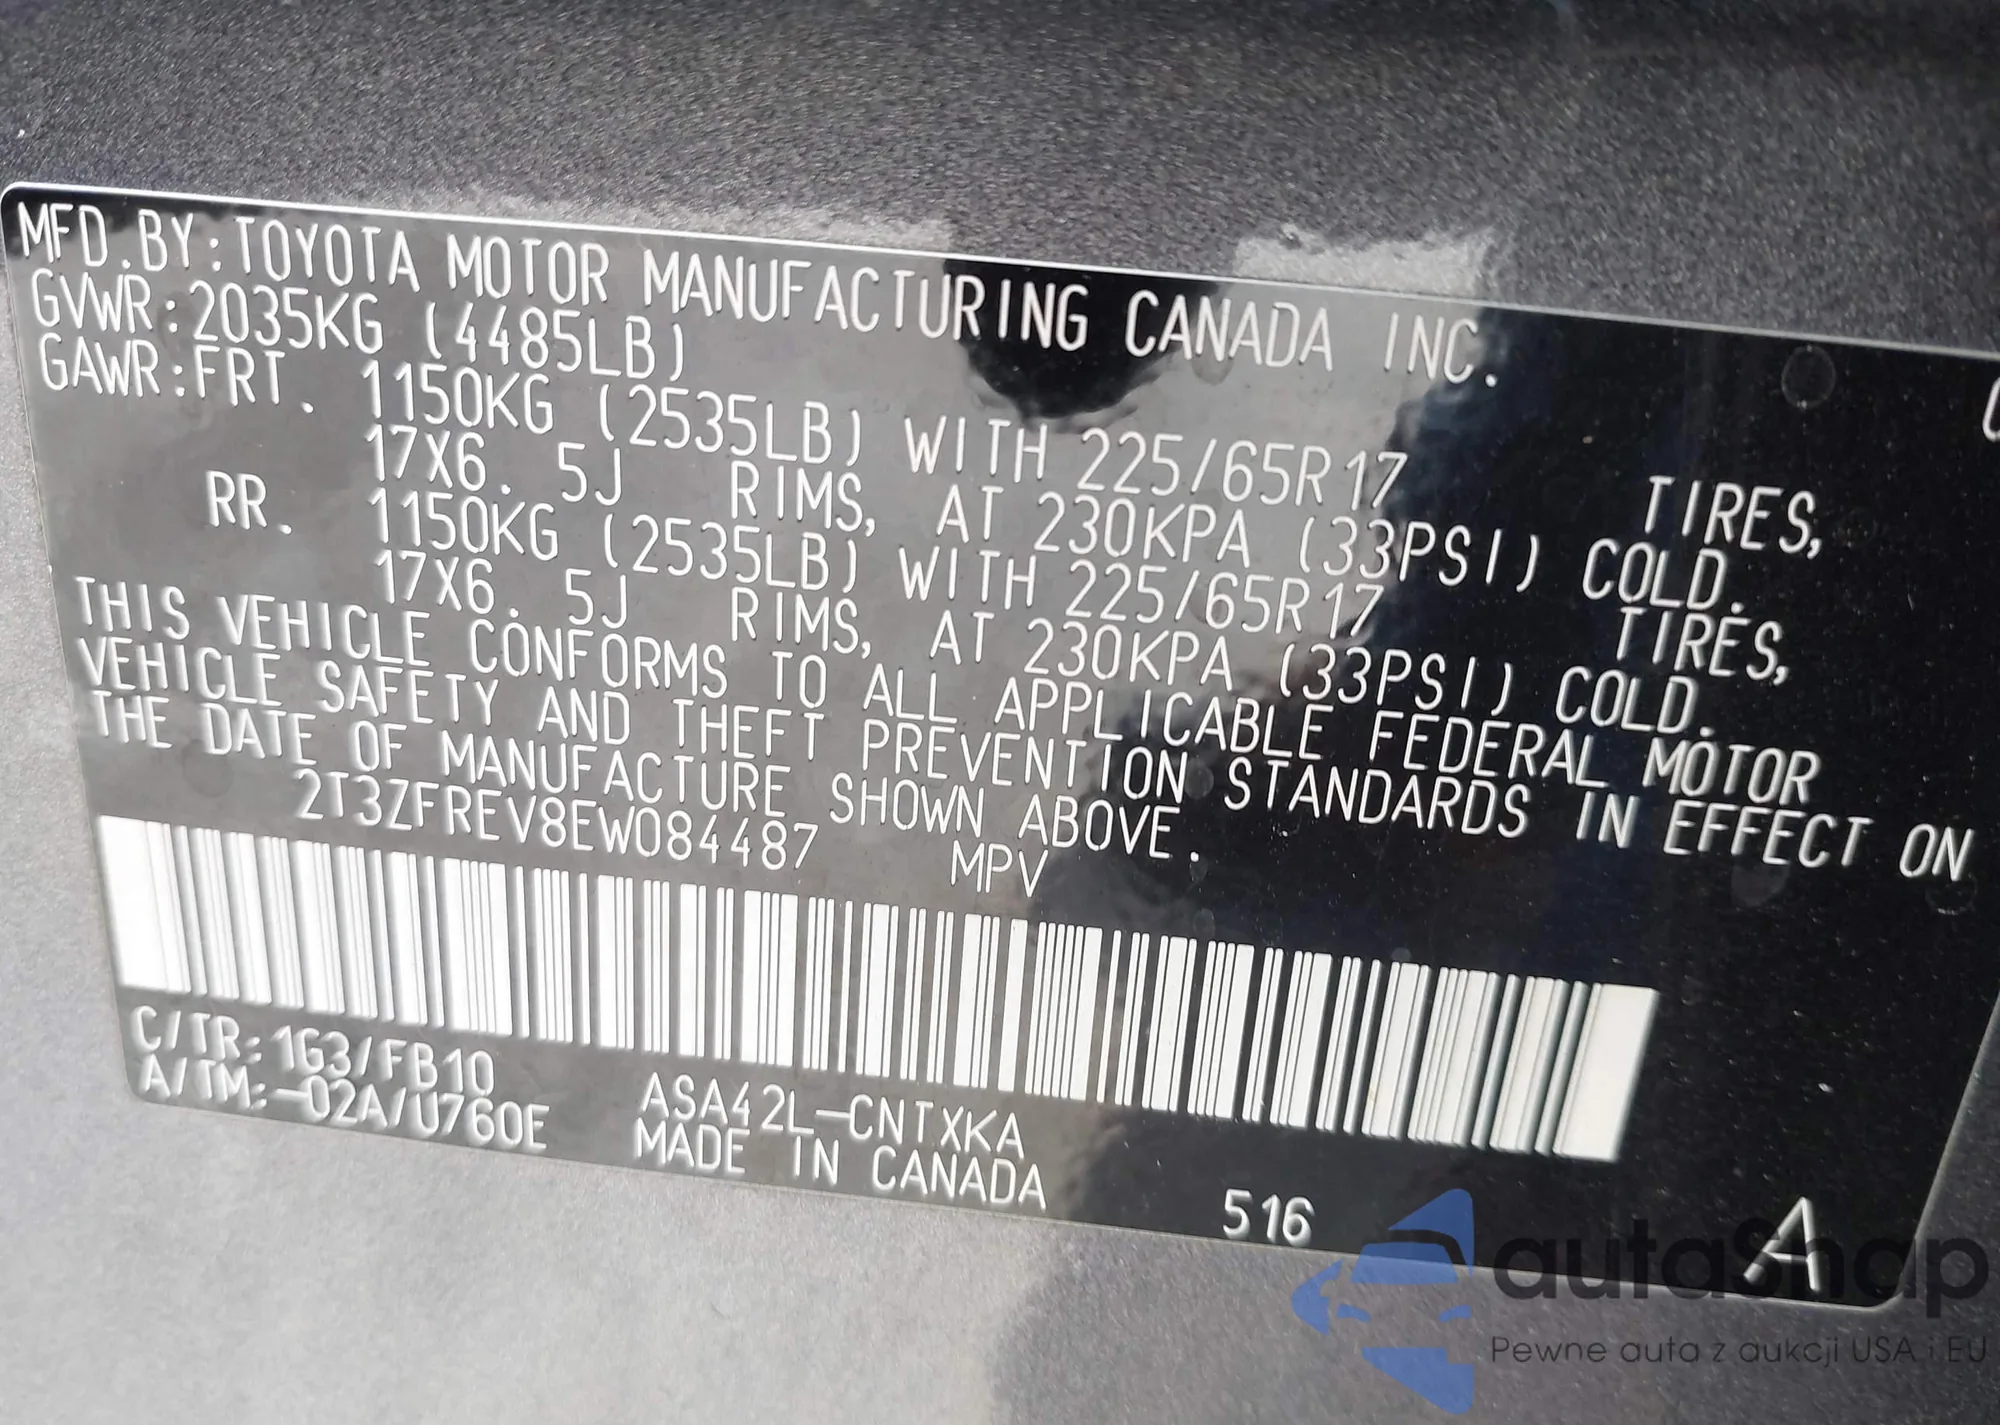 MFD.BY:TOYOTA MOTOR MANUFACTURING CANADA INC.
GVWR:2035KG (4485LB)
GAWR:FRT. 1150KG (2535LB) WITH 225/65R17 TIRES,
17X6.5J RIMS, AT 230KPA (33PSI) COLD.
RR. 1150KG (2535LB) WITH 225/65R17 TIRES,
17X6.5J RIMS, AT 230KPA (33PSI) COLD.
THIS VEHICLE CONFORMS TO ALL APPLICABLE FEDERAL MOTOR
VEHICLE SAFETY AND THEFT PREVENTION STANDARDS IN EFFECT ON
THE DATE OF MANUFACTURE SHOWN ABOVE.
2T3ZFREV8EW084487 MPV
C/TR:1G3/FB10 ASA42L-CNTXKA
A/TM:-02A/U760E MADE IN CANADA
516 A
autaSnap
Pewne auta z aukcji USA i EU